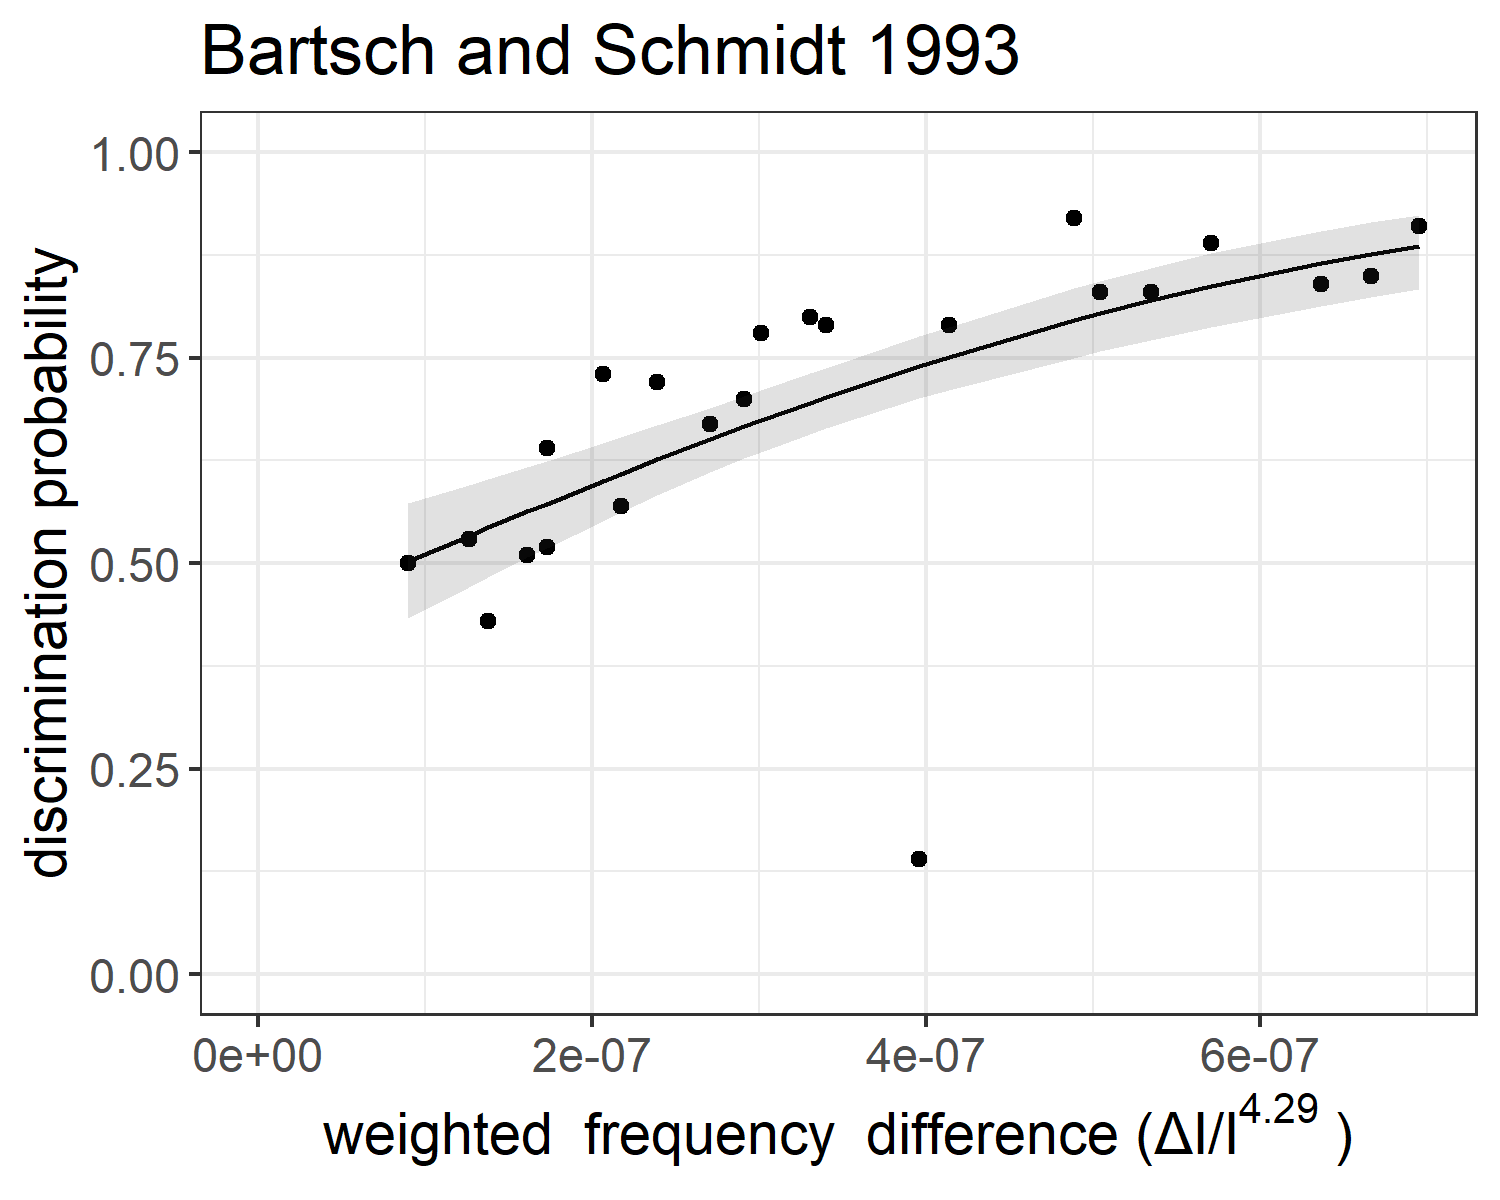 Bartsch and Schmidt 1993
discrimination probability
1.00
0.75
0.50
0.25
0.00
0e+00 2e-07 4e-07 6e-07
weighted frequency difference (ΔI/I^4.29 )